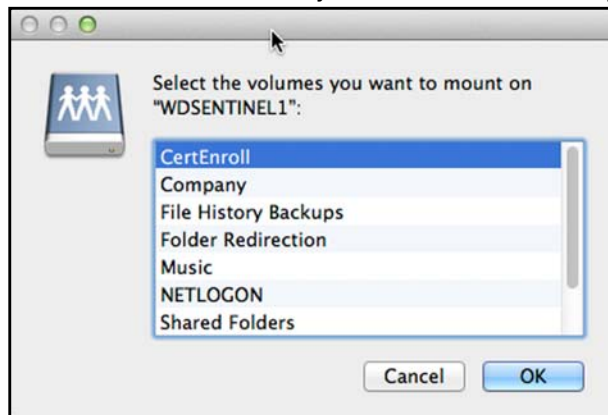 Select the volumes you want to mount on
"WDSENTINEL1":
CertEnroll
Company
File History Backups
Folder Redirection
Music
NETLOGON
Shared Folders
Cancel
OK